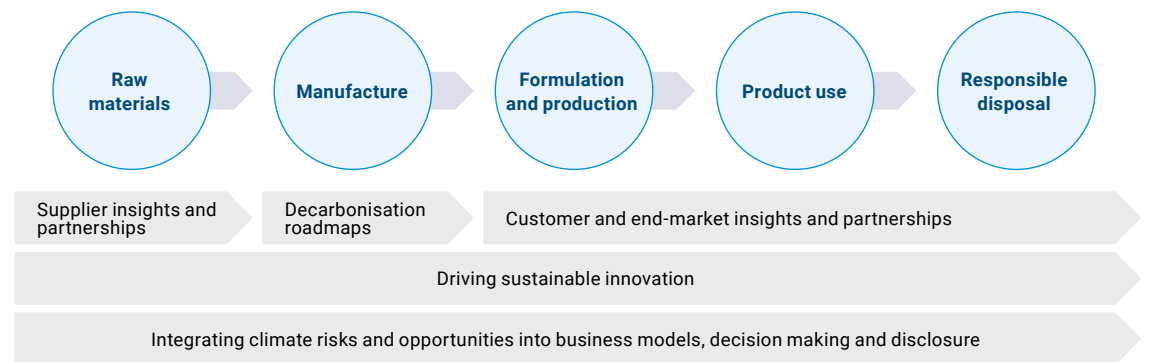 Raw
materials
Manufacture
Formulation
and production
Product use
Responsible
disposal
Supplier insights and
partnerships
Decarbonisation
roadmaps
Customer and end-market insights and partnerships
Driving sustainable innovation
Integrating climate risks and opportunities into business models, decision making and disclosure